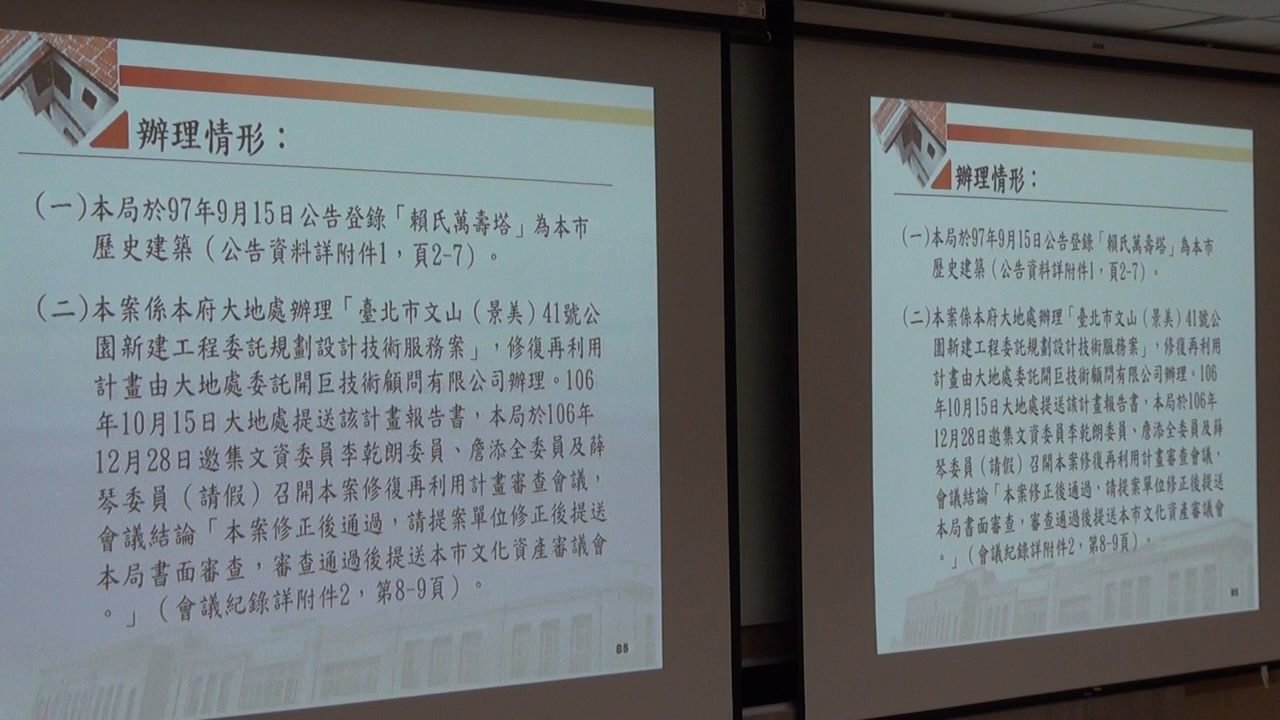 辦理情形：
(一)本局於97年9月15日公告登錄「賴氏萬壽塔」為本市
歷史建築（公告資料詳附件1，頁2-7）。
(二)本案係本府大地處辦理「臺北市文山（景美）41號公
園新建工程委託規劃設計技術服務案」，修復再利用
計畫由大地處委託開巨技術顧問有限公司辦理。106
年10月15日大地處提送該計畫報告書，本局於106年
12月28日邀集文資委員李乾朗委員、詹添全委員及薛
琴委員（請假）召開本案修復再利用計畫審查會議，
會議結論「本案修正後通過，請提案單位修正後提送
本局書面審查，審查通過後提送本市文化資產審議會
。」（會議紀錄詳附件2，第8-9頁）。
05
辦理情形：
(一)本局於97年9月15日公告登錄「賴氏萬壽塔」為本市
歷史建築（公告資料詳附件1，頁2-7）。
(二)本案係本府大地處辦理「臺北市文山（景美）41號公
園新建工程委託規劃設計技術服務案」，修復再利用
計畫由大地處委託開巨技術顧問有限公司辦理。106
年10月15日大地處提送該計畫報告書，本局於106年
12月28日邀集文資委員李乾朗委員、詹添全委員及薛
琴委員（請假）召開本案修復再利用計畫審查會議，
會議結論「本案修正後通過，請提案單位修正後提送
本局書面審查，審查通過後提送本市文化資產審議會
。」（會議紀錄詳附件2，第8-9頁）。
05